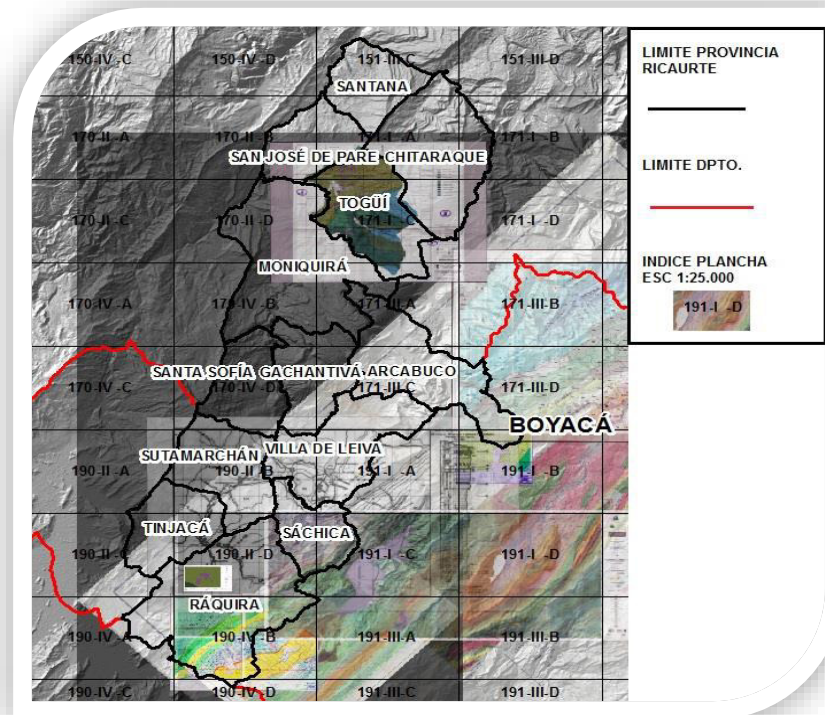 150-IV-C 150-IV-D 151-III-C 151-III-D
SANTANA
170-II-A 170-II-B 171-I-A 171-I-B
SAN JOSÉ DE PARE CHITARAQUE
TOGÜÍ
170-II-C 170-II-D 171-I-C 171-I-D
MONIQUIRÁ
170-IV-A 170-IV-B 171-III-A 171-III-B
SANTA SOFÍA GACHANTIVÁ ARCABUCO
170-IV-C 170-IV-D 171-III-C 171-III-D
BOYACÁ
SUTAMARCHÁN VILLA DE LEIVA
190-II-A 190-II-B 191-I-A 191-I-B
TINJACÁ SÁCHICA
190-II-C 190-II-D 191-I-C 191-I-D
RÁQUIRA
190-IV-A 190-IV-B 191-III-A 191-III-B
190-IV-C 190-IV-D 191-III-C 191-III-D
LIMITE PROVINCIA
RICAURTE
LIMITE DPTO.
INDICE PLANCHA
ESC 1:25.000
191-I -D